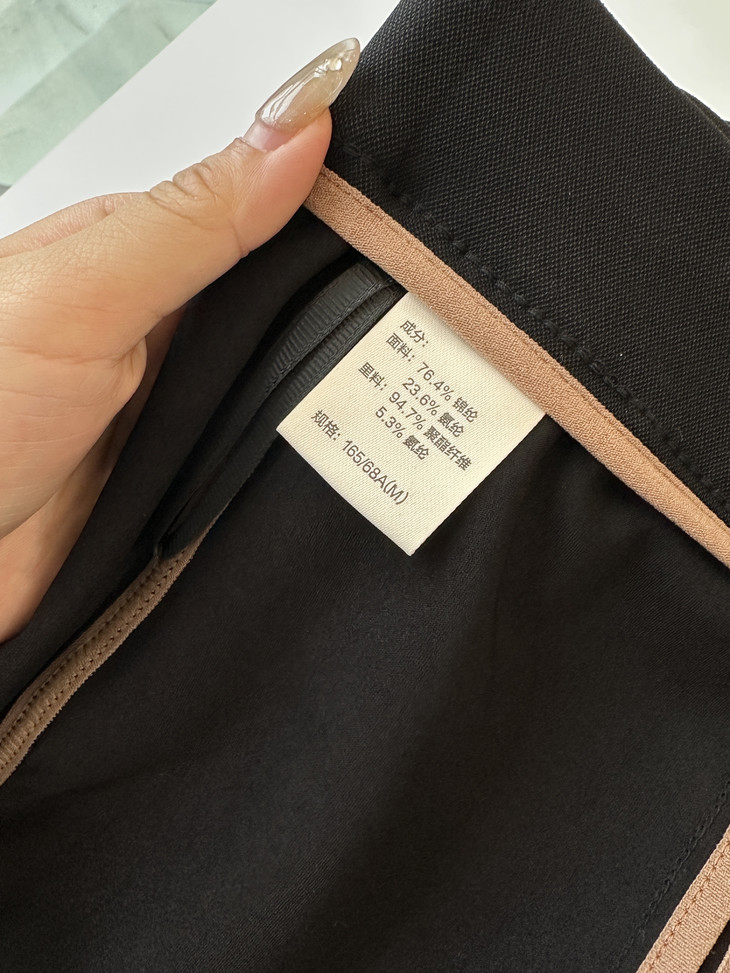 成分：
面料：76.4% 锦纶
23.6% 氨纶
里料：94.7% 聚酯纤维
5.3% 氨纶
规格：165/68A(M)